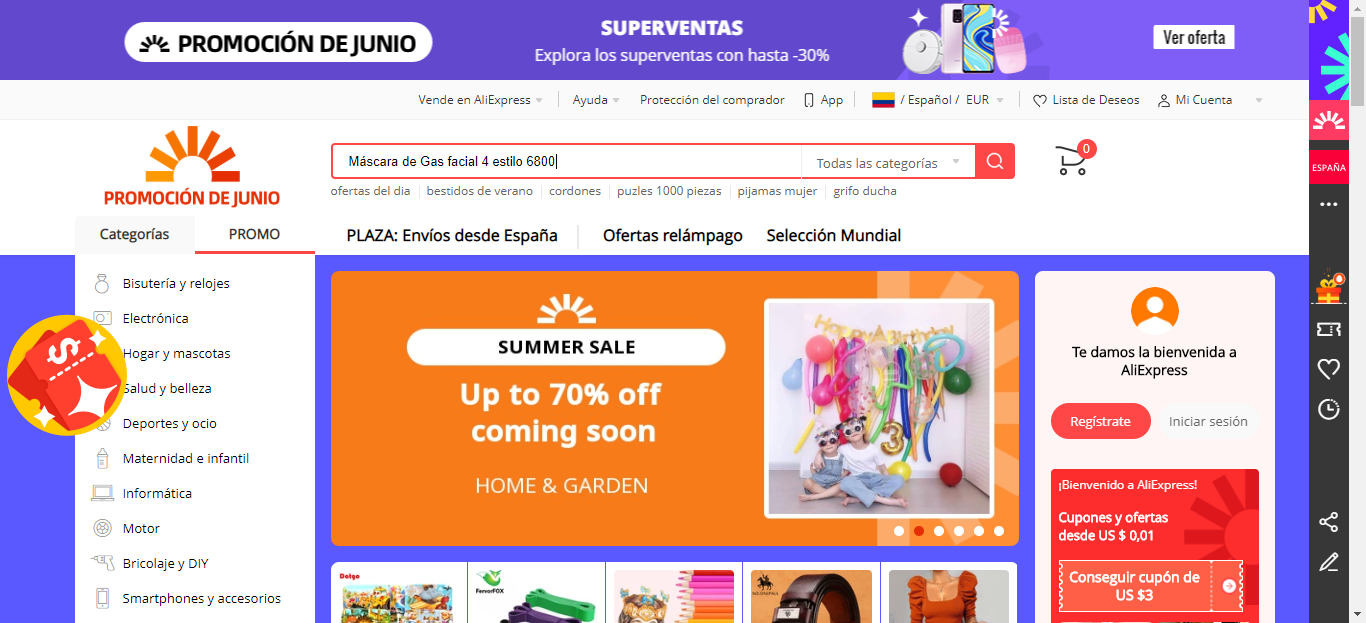 PROMOCIÓN DE JUNIO
SUPERVENTAS
Explora los superventas con hasta -30%
Ver oferta
Vende en AliExpress
Ayuda
Protección del comprador
App
/ Español / EUR
Lista de Deseos
Mi Cuenta
PROMOCIÓN DE JUNIO
Máscara de Gas facial 4 estilo 6800
Todas las categorías
0
ofertas del dia
bestidos de verano
cordones
puzles 1000 piezas
pijamas mujer
grifo ducha
ESPAÑA
Categorías
PROMO
PLAZA: Envíos desde España
Ofertas relámpago
Selección Mundial
Bisutería y relojes
Electrónica
Hogar y mascotas
Salud y belleza
Deportes y ocio
Maternidad e infantil
Informática
Motor
Bricolaje y DIY
Smartphones y accesorios
$
SUMMER SALE
Up to 70% off
coming soon
HOME & GARDEN
3
Te damos la bienvenida a
AliExpress
Regístrate
Iniciar sesión
¡Bienvenido a AliExpress!
Cupones y ofertas
desde US $ 0,01
Conseguir cupón de
US $3
FervorFOX